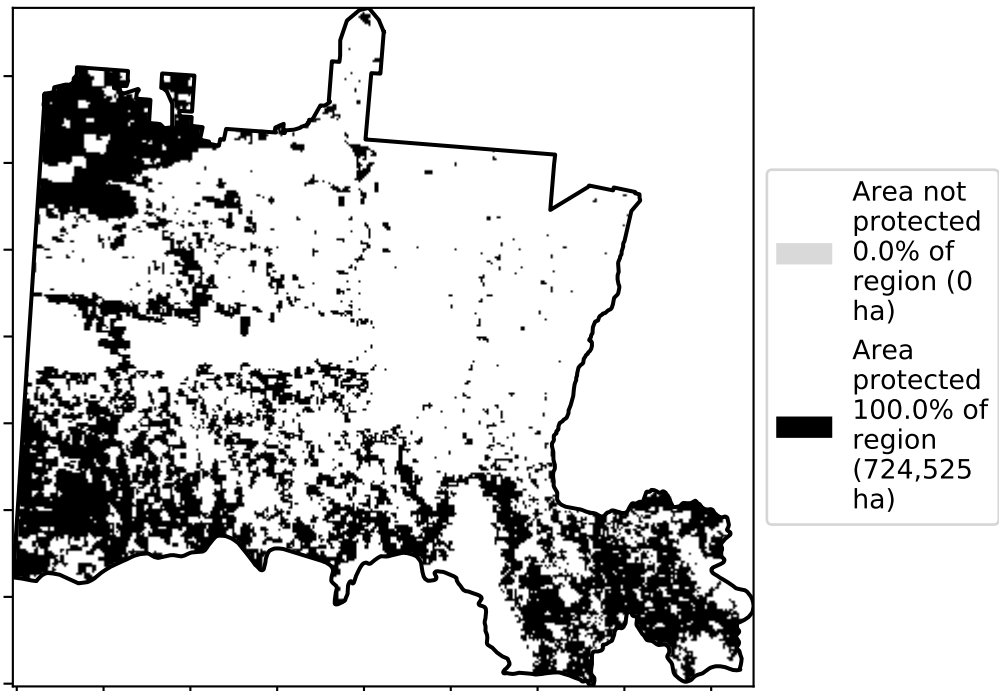 Area not
protected
0.0% of
region (0
ha)
Area
protected
100.0% of
region
(724,525
ha)